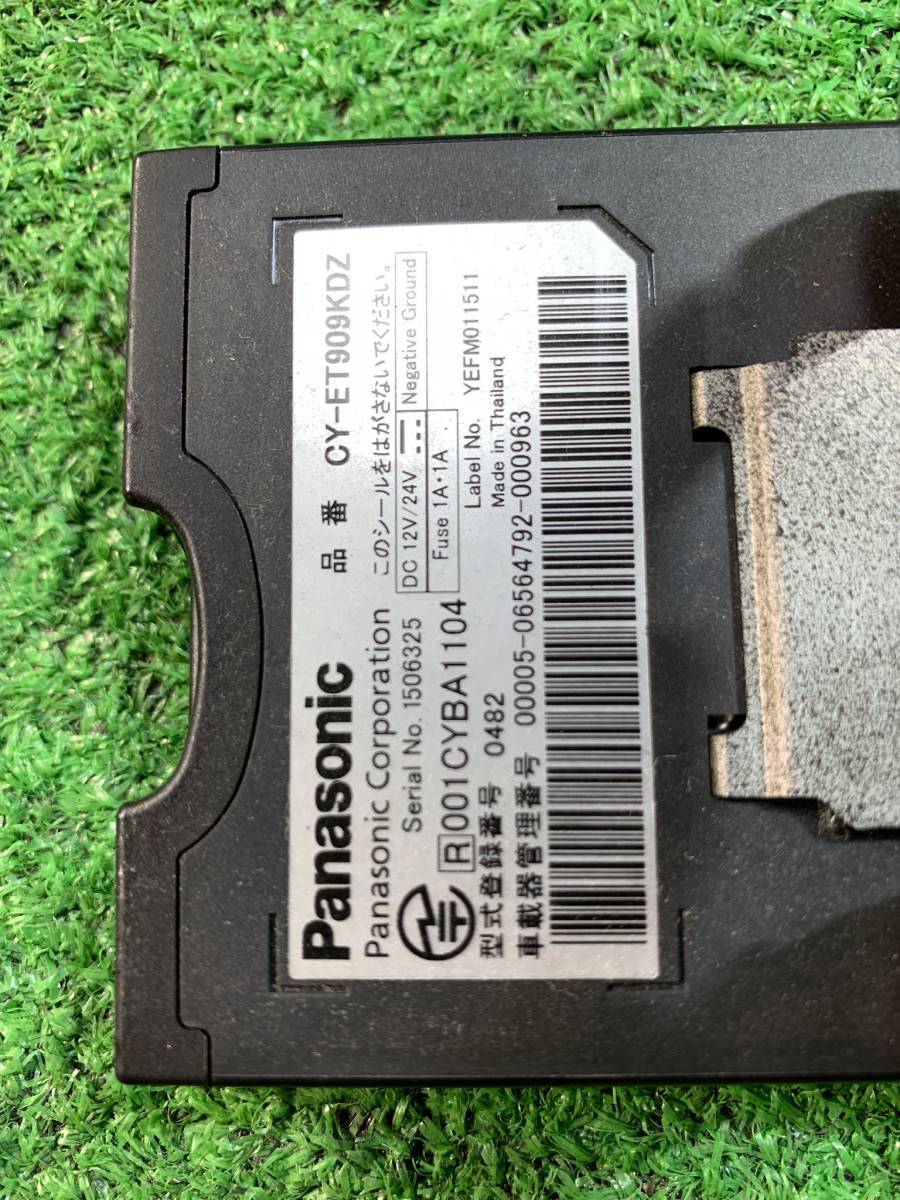 Panasonic 品番 CY-ET909KDZ
Panasonic Corporation このシールをはがさないでください。
Serial No. 1506325 DC 12V/24V Negative Ground
Fuse 1A・1A
R 001CYBA1104 Label No. YEFM011511
型式登録番号 0482 Made in Thailand
車載器管理番号 00005-06564792-000963